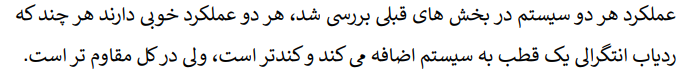 عملکرد هر دو سیستم در بخش های قبلی بررسی شد، هر دو عملکرد خوبی دارند هر چند که
ردیاب انتگرالی یک قطب به سیستم اضافه می کند و کندتر است، ولی در کل مقاوم تر است.